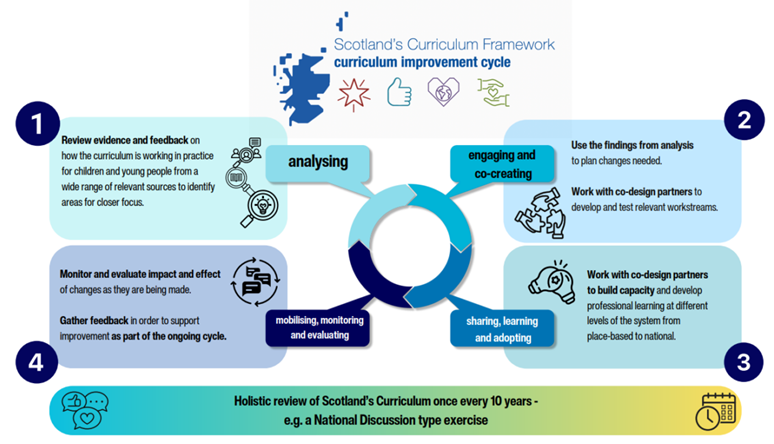 Scotland's Curriculum Framework
curriculum improvement cycle
1
Review evidence and feedback on
how the curriculum is working in practice
for children and young people from a
wide range of relevant sources to identify
areas for closer focus.
analysing
engaging and
co-creating
2
Use the findings from analysis
to plan changes needed.
Work with co-design partners to
develop and test relevant workstreams.
Monitor and evaluate impact and effect
of changes as they are being made.
Gather feedback in order to support
improvement as part of the ongoing cycle.
4
mobilising, monitoring
and evaluating
sharing, learning
and adopting
Work with co-design partners
to build capacity and develop
professional learning at different
levels of the system from
place-based to national.
3
Holistic review of Scotland's Curriculum once every 10 years -
e.g. a National Discussion type exercise